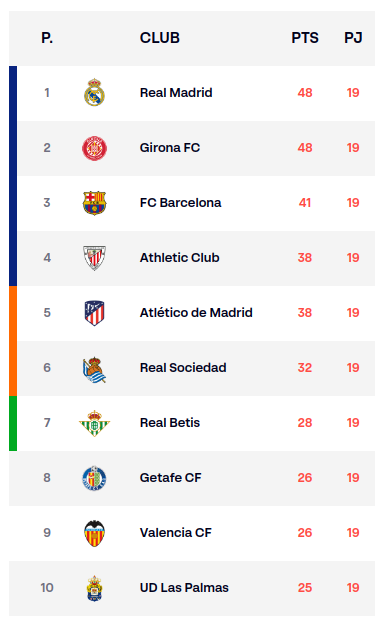 P. CLUB PTS PJ
1 Real Madrid 48 19
2 Girona FC 48 19
3 FC Barcelona 41 19
4 Athletic Club 38 19
5 Atlético de Madrid 38 19
6 Real Sociedad 32 19
7 Real Betis 28 19
8 Getafe CF 26 19
9 Valencia CF 26 19
10 UD Las Palmas 25 19